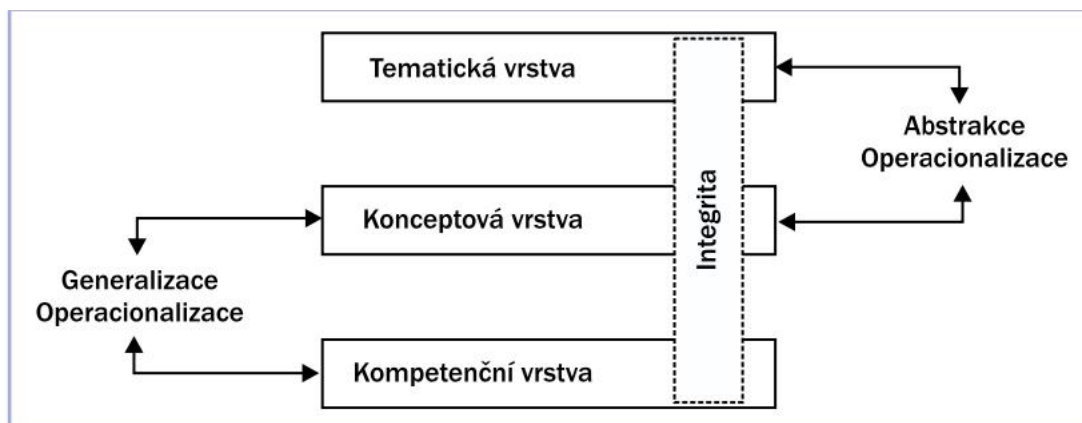 Tematická vrstva
Abstrakce
Operacionalizace
Konceptová vrstva
Integrita
Generalizace
Operacionalizace
Kompetenční vrstva